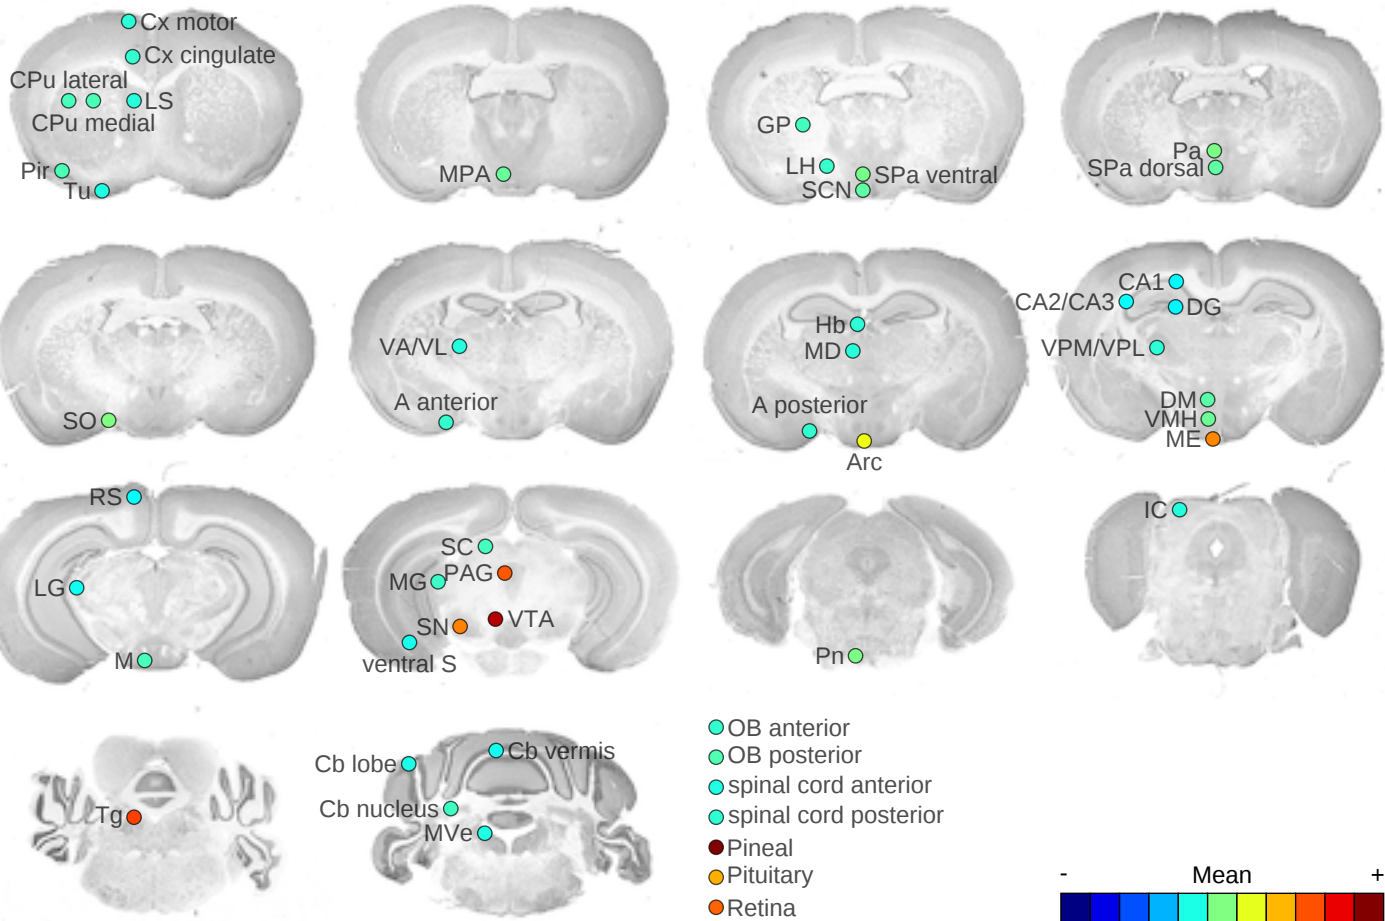 Cx motor
Cx cingulate
CPu lateral
LS
CPu medial
Pir
Tu
MPA
GP
LH
SPa ventral
SCN
Pa
SPa dorsal
SO
VA/VL
A anterior
Hb
MD
A posterior
Arc
CA1
CA2/CA3
DG
VPM/VPL
DM
VMH
ME
RS
LG
M
SC
MG
PAG
SN
VTA
ventral S
Pn
IC
Tg
Cb lobe
Cb vermis
Cb nucleus
MVe
OB anterior
OB posterior
spinal cord anterior
spinal cord posterior
Pineal
Pituitary
Retina
- Mean +